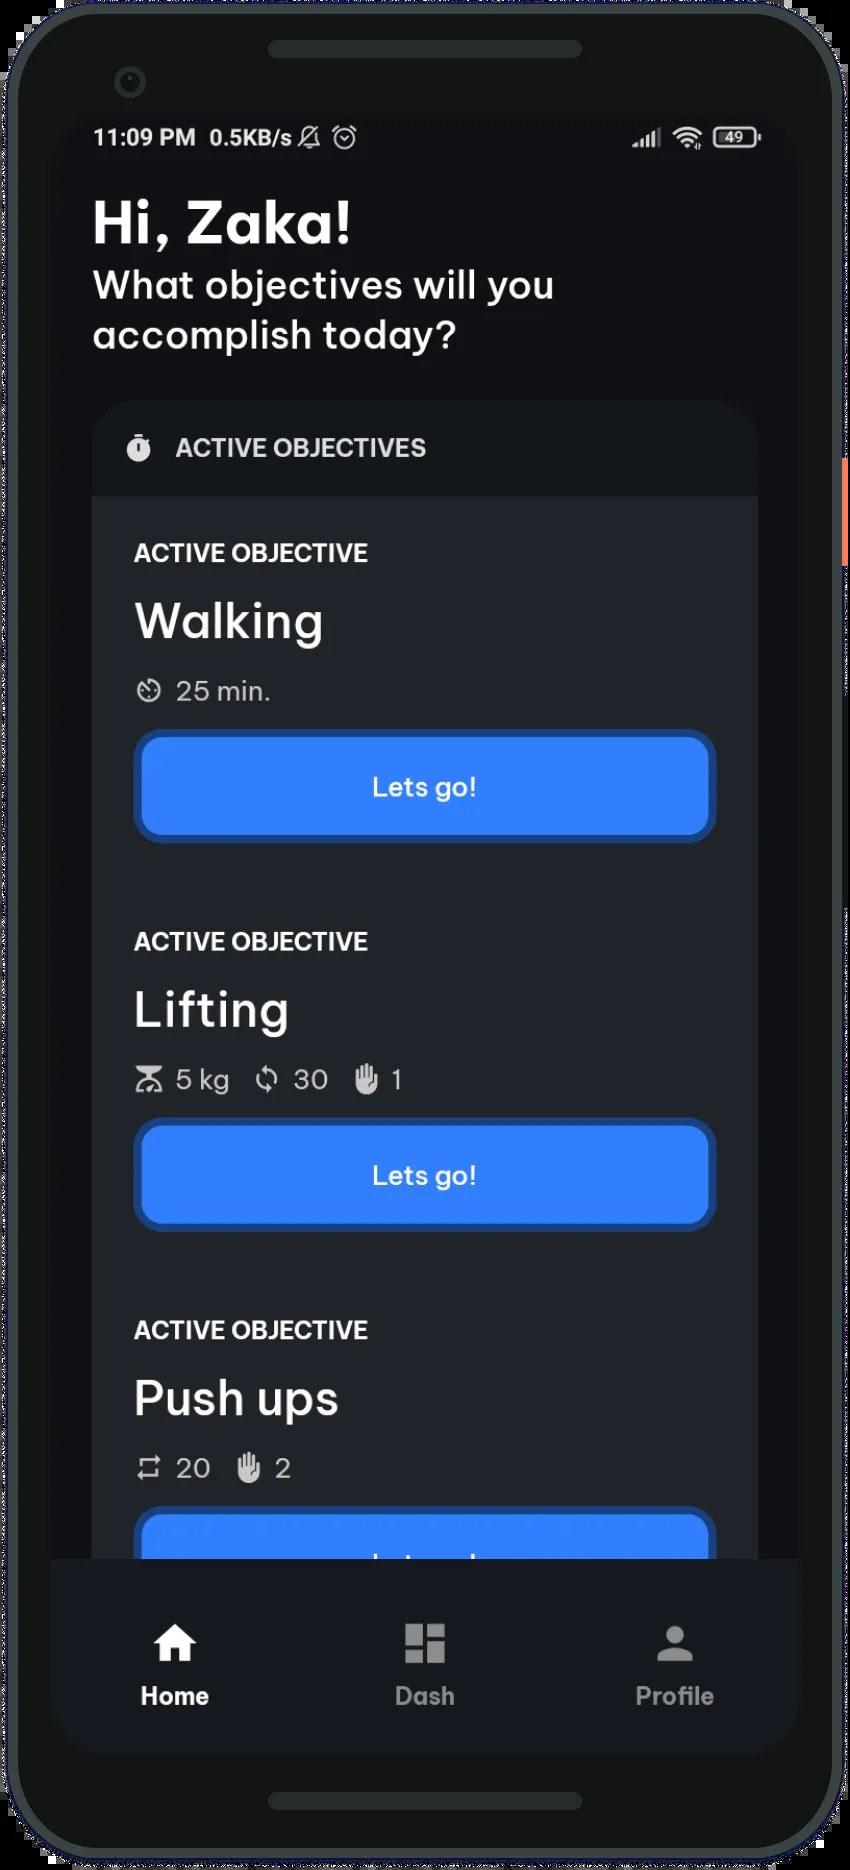 11:09 PM 0.5KB/s 49
Hi, Zaka!
What objectives will you
accomplish today?
ACTIVE OBJECTIVES
ACTIVE OBJECTIVE
Walking
25 min.
Lets go!
ACTIVE OBJECTIVE
Lifting
5 kg 30 1
Lets go!
ACTIVE OBJECTIVE
Push ups
20 2
Home Dash Profile